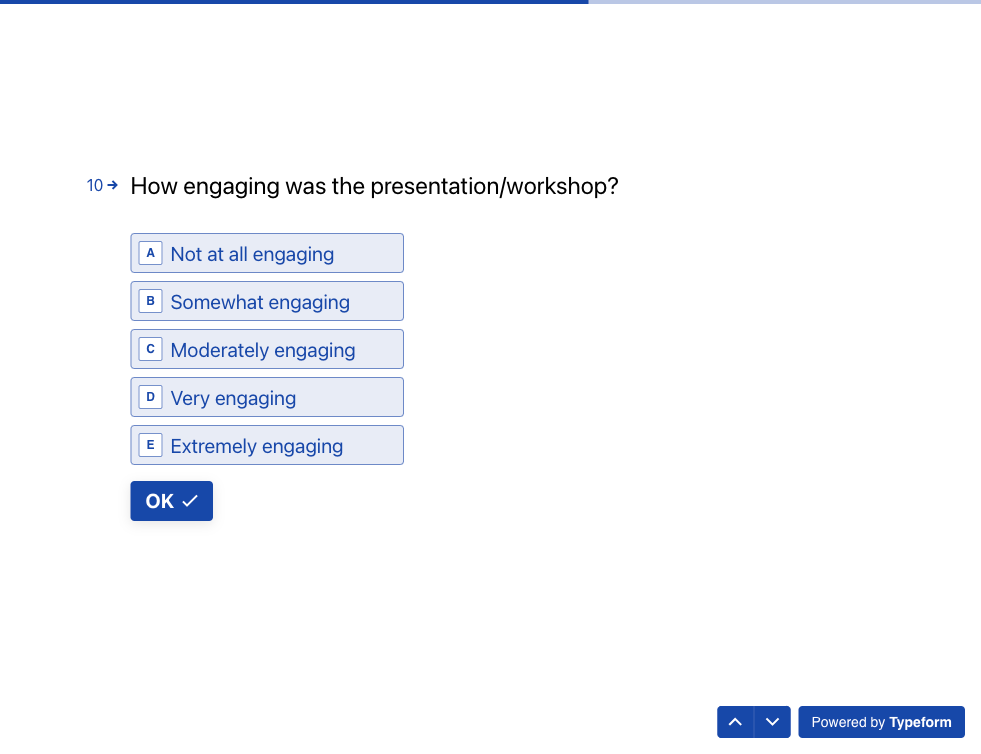 10 How engaging was the presentation/workshop?
A Not at all engaging
B Somewhat engaging
C Moderately engaging
D Very engaging
E Extremely engaging
OK
Powered by Typeform